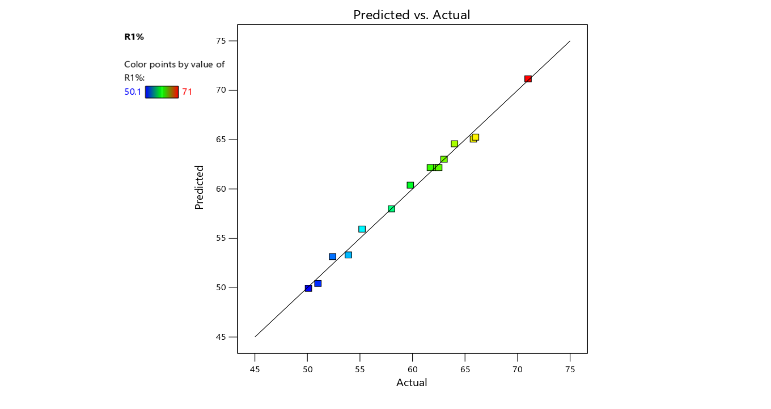 Predicted vs. Actual
R1%
Color points by value of
R1%:
50.1 71
Predicted
75
70
65
60
55
50
45
45 50 55 60 65 70 75
Actual